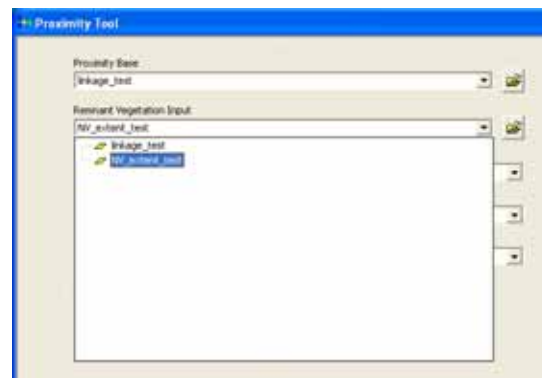 Proximity Tool
Proximity Base
linkage_test
Remnant Vegetation Input
NV_extent_test
linkage_test
NV_extent_test